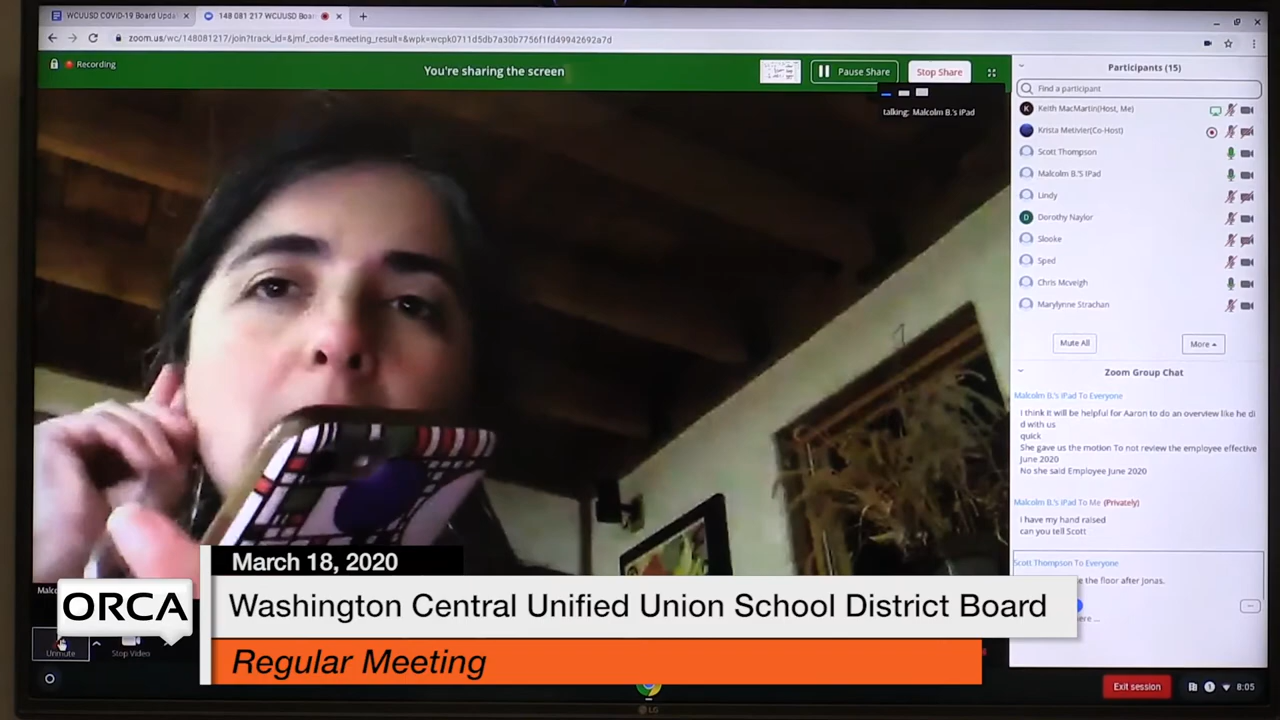 WCUUSD COVID-19 Board Upda
148 081 217 WCUUSD Boar
zoom.us/wc/148081217/join?track_id=&jmf_code=&meeting_result=&wpk=wcpk0711d5db7a30b7756f1fd49942692a7d
Recording
You're sharing the screen
Pause Share
Stop Share
talking: Malcolm B.'s iPad
Participants (15)
Find a participant
K Keith MacMartin(Host, Me)
Krista Metivier(Co-Host)
Scott Thompson
Malcolm B.'S IPad
Lindy
D Dorothy Naylor
Slooke
Sped
Chris Mcveigh
Marylynne Strachan
Mute All
More
Zoom Group Chat
Malcolm B.'s iPad To Everyone
I think it will be helpful for Aaron to do an overview like he di
d with us
quick
She gave us the motion To not review the employee effective
June 2020
No she said Employee June 2020
Malcolm B.'s iPad To Me (Privately)
I have my hand raised
can you tell Scott
Scott Thompson To Everyone
e the floor after Jonas.
ere ...
Malco
Unmute
Stop Video
March 18, 2020
ORCA
Washington Central Unified Union School District Board
Regular Meeting
Exit session
1
8:05
LG